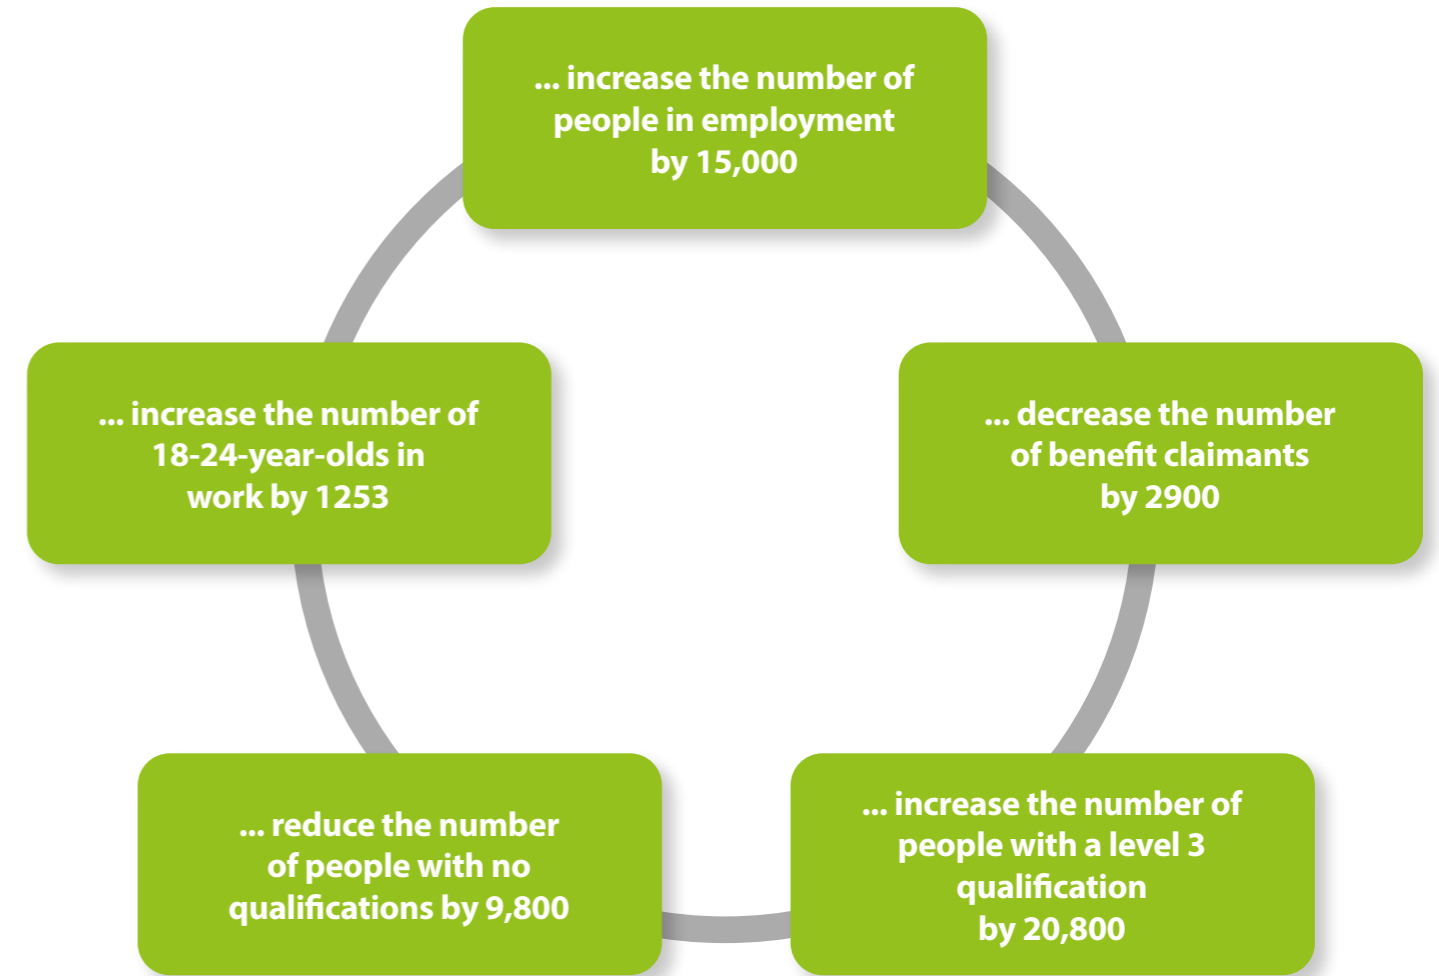 ... increase the number of
people in employment
by 15,000
... increase the number of
18-24-year-olds in
work by 1253
... decrease the number
of benefit claimants
by 2900
... reduce the number
of people with no
qualifications by 9,800
... increase the number of
people with a level 3
qualification
by 20,800